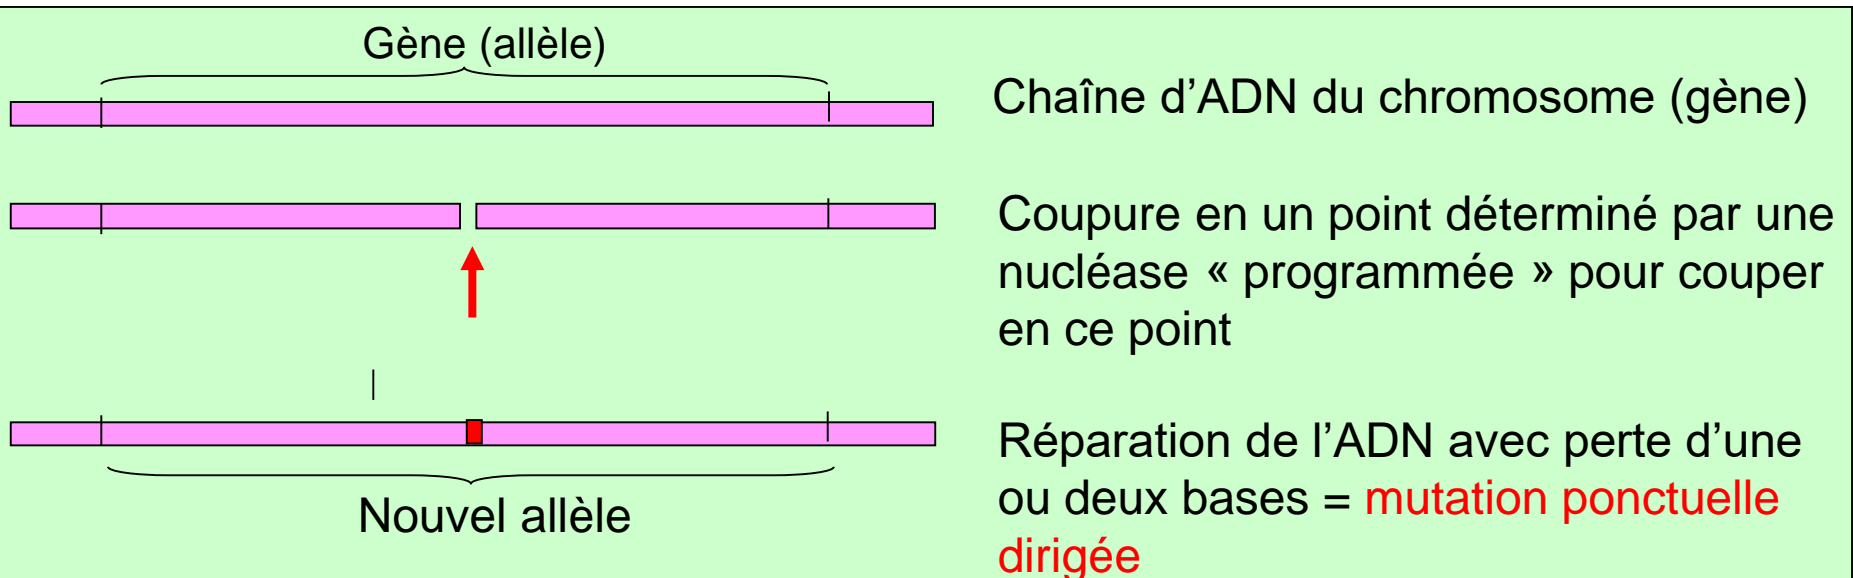 Gène (allèle)
Chaîne d’ADN du chromosome (gène)
Coupure en un point déterminé par une
nucléase « programmée » pour couper
en ce point
Réparation de l’ADN avec perte d’une
ou deux bases = mutation ponctuelle
dirigée
Nouvel allèle